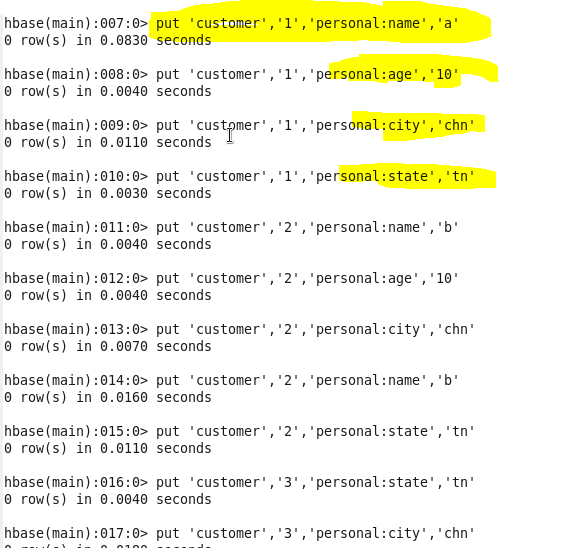 hbase(main):007:0> put 'customer','1','personal:name','a'
0 row(s) in 0.0830 seconds
hbase(main):008:0> put 'customer','1','personal:age','10'
0 row(s) in 0.0040 seconds
hbase(main):009:0> put 'customer','1','personal:city','chn'
0 row(s) in 0.0110 seconds
hbase(main):010:0> put 'customer','1','personal:state','tn'
0 row(s) in 0.0030 seconds
hbase(main):011:0> put 'customer','2','personal:name','b'
0 row(s) in 0.0040 seconds
hbase(main):012:0> put 'customer','2','personal:age','10'
0 row(s) in 0.0040 seconds
hbase(main):013:0> put 'customer','2','personal:city','chn'
0 row(s) in 0.0070 seconds
hbase(main):014:0> put 'customer','2','personal:name','b'
0 row(s) in 0.0160 seconds
hbase(main):015:0> put 'customer','2','personal:state','tn'
0 row(s) in 0.0110 seconds
hbase(main):016:0> put 'customer','3','personal:state','tn'
0 row(s) in 0.0040 seconds
hbase(main):017:0> put 'customer','3','personal:city','chn'